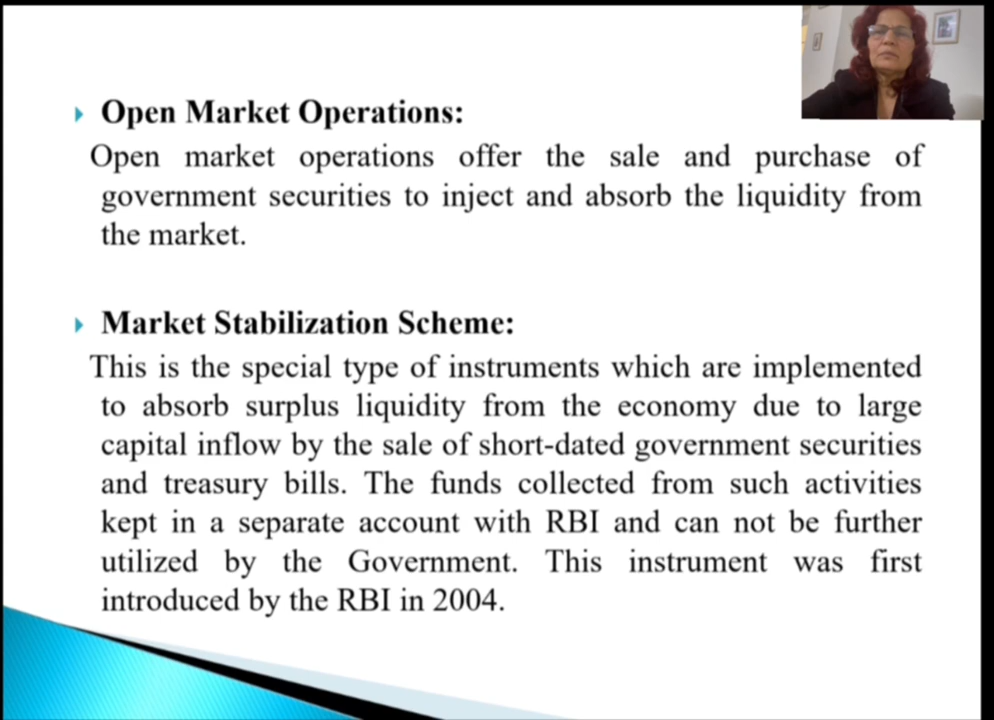 Open Market Operations:
Open market operations offer the sale and purchase of
government securities to inject and absorb the liquidity from
the market.
Market Stabilization Scheme:
This is the special type of instruments which are implemented
to absorb surplus liquidity from the economy due to large
capital inflow by the sale of short-dated government securities
and treasury bills. The funds collected from such activities
kept in a separate account with RBI and can not be further
utilized by the Government. This instrument was first
introduced by the RBI in 2004.